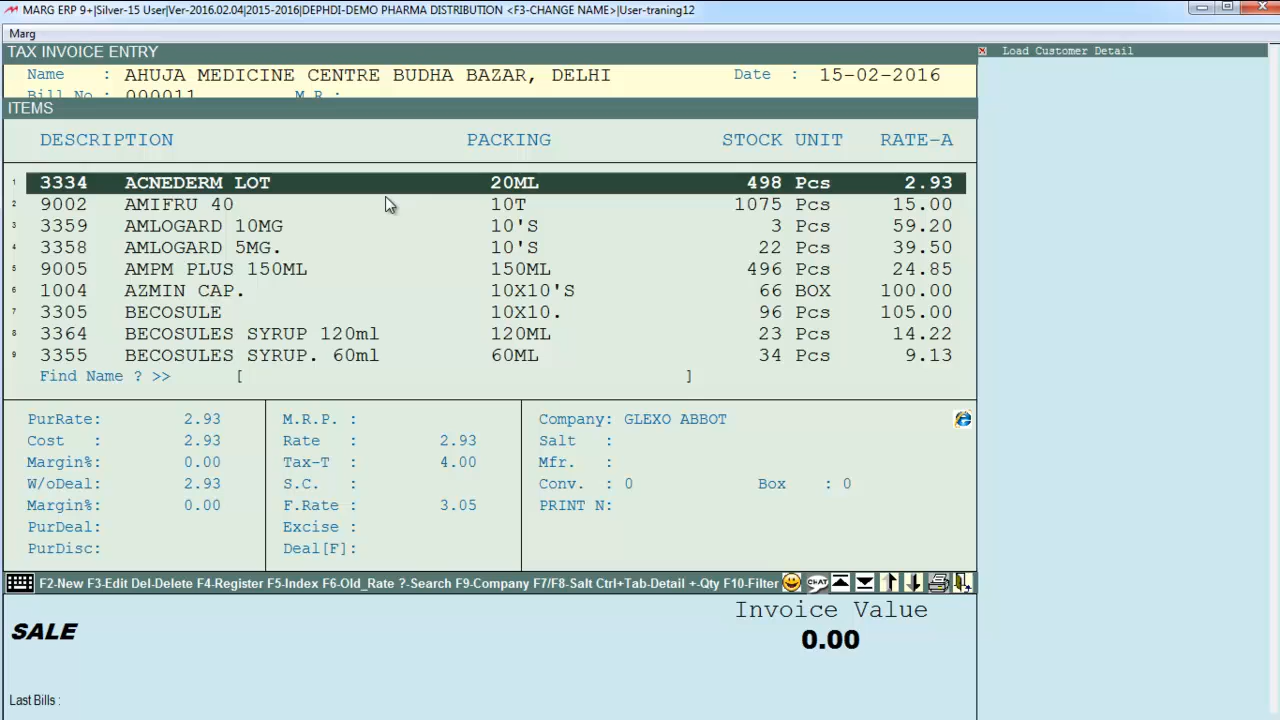 MARG ERP 9+|Silver-15 User|Ver-2016.02.04|2015-2016|DEPHDI-DEMO PHARMA DISTRIBUTION <F3-CHANGE NAME>|User-traning12
Marg
TAX INVOICE ENTRY
Load Customer Detail
Name : AHUJA MEDICINE CENTRE BUDHA BAZAR, DELHI Date : 15-02-2016
Bill No : 000011 M.R :
ITEMS
DESCRIPTION PACKING STOCK UNIT RATE-A
1 3334 ACNEDERM LOT 20ML 498 Pcs 2.93
2 9002 AMIFRU 40 10T 1075 Pcs 15.00
3 3359 AMLOGARD 10MG 10'S 3 Pcs 59.20
4 3358 AMLOGARD 5MG. 10'S 22 Pcs 39.50
5 9005 AMPM PLUS 150ML 150ML 496 Pcs 24.85
6 1004 AZMIN CAP. 10X10'S 66 BOX 100.00
7 3305 BECOSULE 10X10. 96 Pcs 105.00
8 3364 BECOSULES SYRUP 120ml 120ML 23 Pcs 14.22
9 3355 BECOSULES SYRUP. 60ml 60ML 34 Pcs 9.13
Find Name ? >> [ ]
PurRate: 2.93 M.R.P. : Company: GLEXO ABBOT
Cost : 2.93 Rate : 2.93 Salt :
Margin%: 0.00 Tax-T : 4.00 Mfr. :
W/oDeal: 2.93 S.C. : Conv. : 0 Box : 0
Margin%: 0.00 F.Rate : 3.05 PRINT N:
PurDeal: Excise :
PurDisc: Deal[F]:
F2-New F3-Edit Del-Delete F4-Register F5-Index F6-Old_Rate ?-Search F9-Company F7/F8-Salt Ctrl+Tab-Detail +-Qty F10-Filter CHAT
Invoice Value
SALE 0.00
Last Bills :